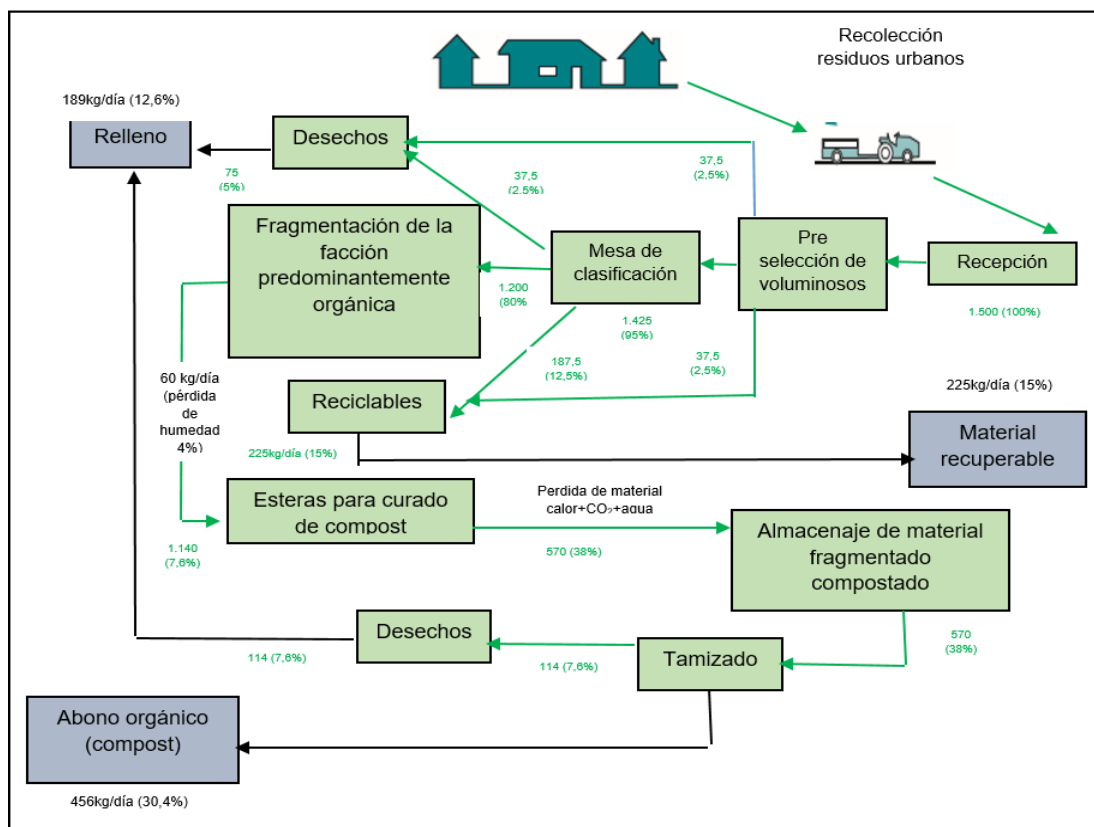 Recolección
residuos urbanos
189kg/día (12,6%)
Relleno
Desechos
75
(5%)
37,5
(2.5%)
37,5
(2,5%)
Fragmentación de la
facción
predominantemente
orgánica
Mesa de
clasificación
Pre
selección de
voluminosos
Recepción
1.200
(80%
1.425
(95%)
1.500 (100%)
187,5
(12,5%)
37,5
(2,5%)
60 kg/día
(pérdida
de
humedad
4%)
Reciclables
225kg/día (15%)
225kg/día (15%)
Material
recuperable
Esteras para curado
de compost
Perdida de material
calor+CO₂+agua
1.140
(7,6%)
570 (38%)
Almacenaje de material
fragmentado
compostado
Desechos
114 (7,6%)
114 (7,6%)
Tamizado
570
(38%)
Abono orgánico
(compost)
456kg/día (30,4%)